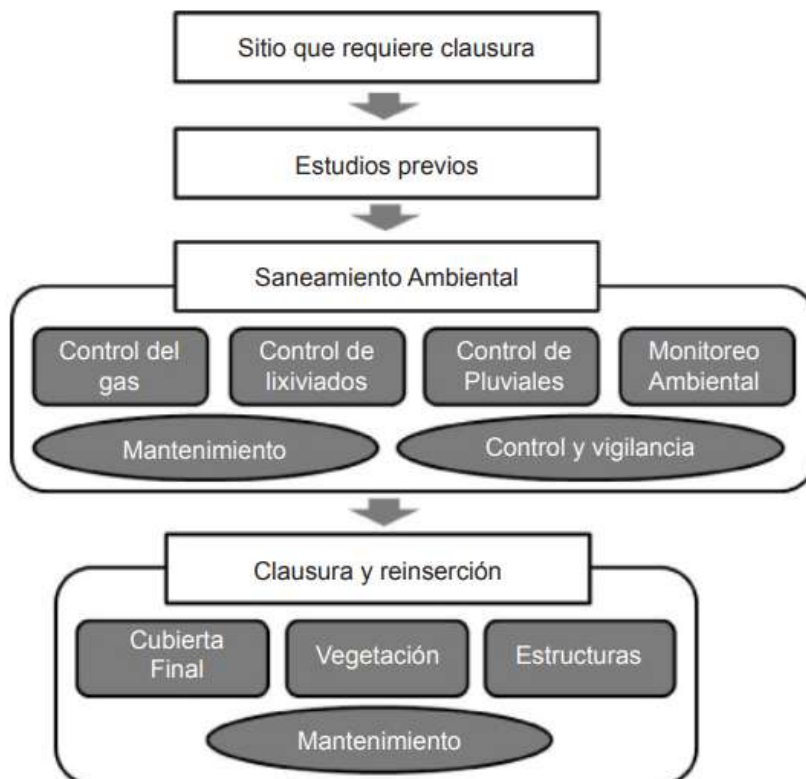 Sitio que requiere clausura
Estudios previos
Saneamiento Ambiental
Control del
gas
Control de
lixiviados
Control de
Pluviales
Monitoreo
Ambiental
Mantenimiento
Control y vigilancia
Clausura y reinserción
Cubierta
Final
Vegetación
Estructuras
Mantenimiento